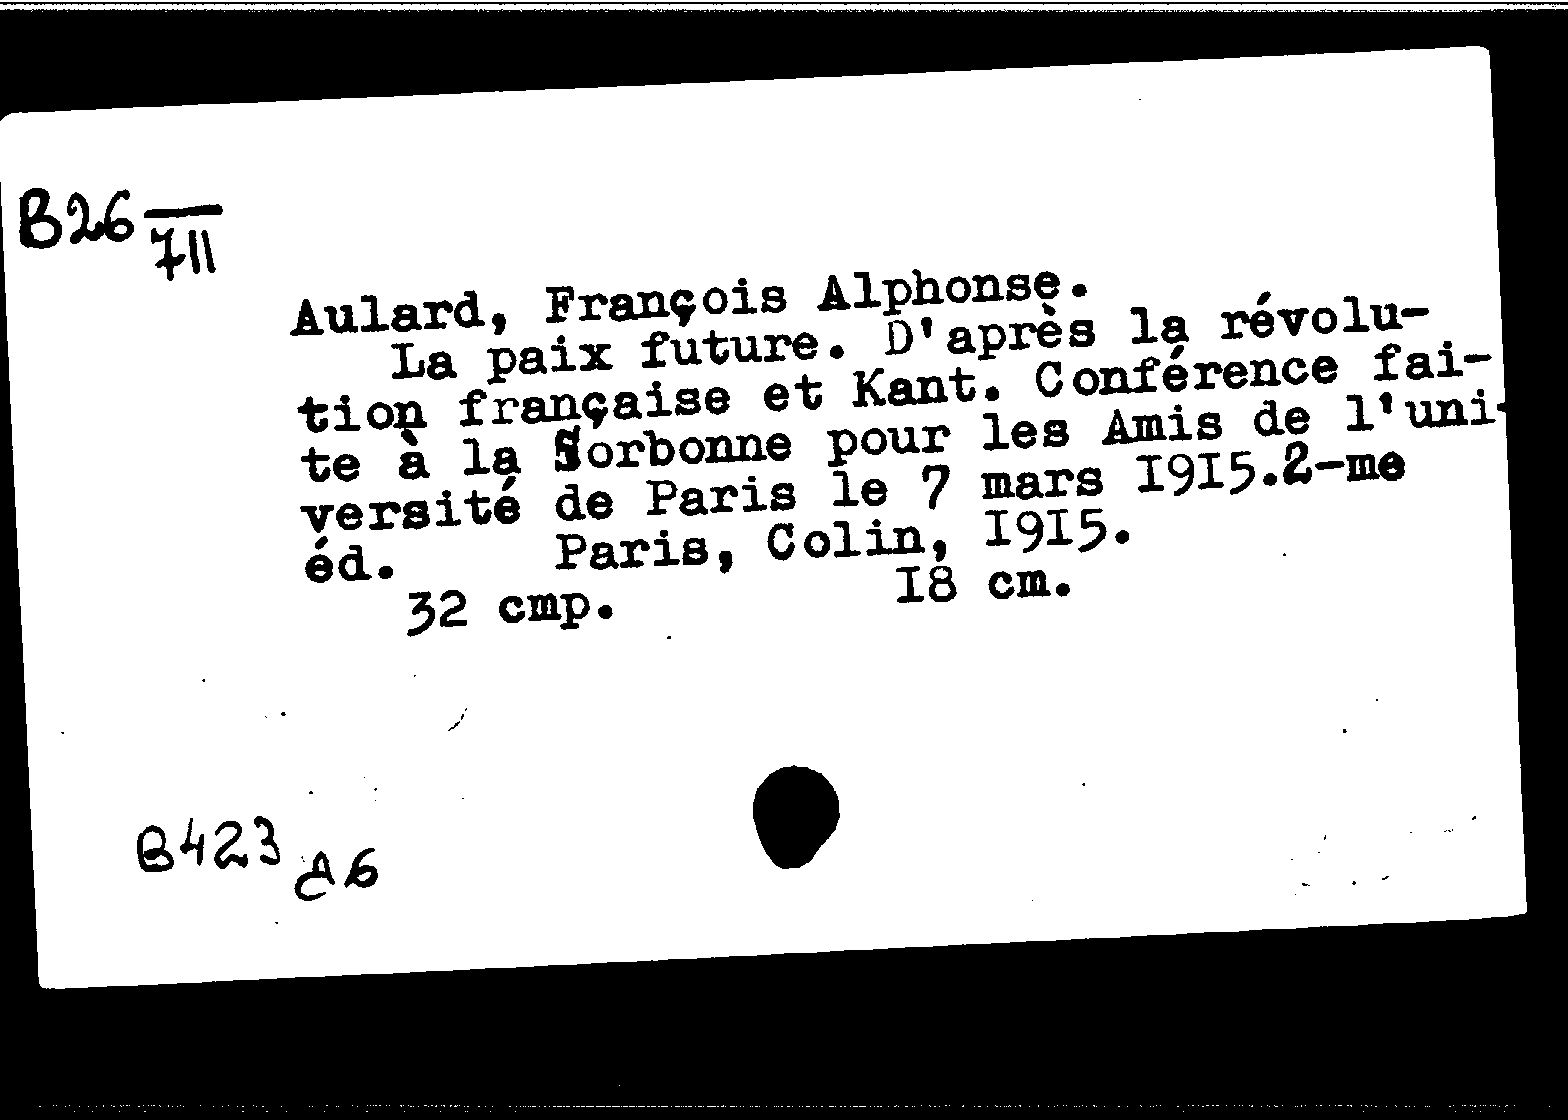 B26 —
711
Aulard, François Alphonse.
La paix future. D'après la révolu-
tion française et Kant. Conférence fai-
te à la Sorbonne pour les Amis de l'uni-
versité de Paris le 7 mars 1915.2-me
éd. Paris, Colin, 1915.
32 cmp. 18 cm.
B423